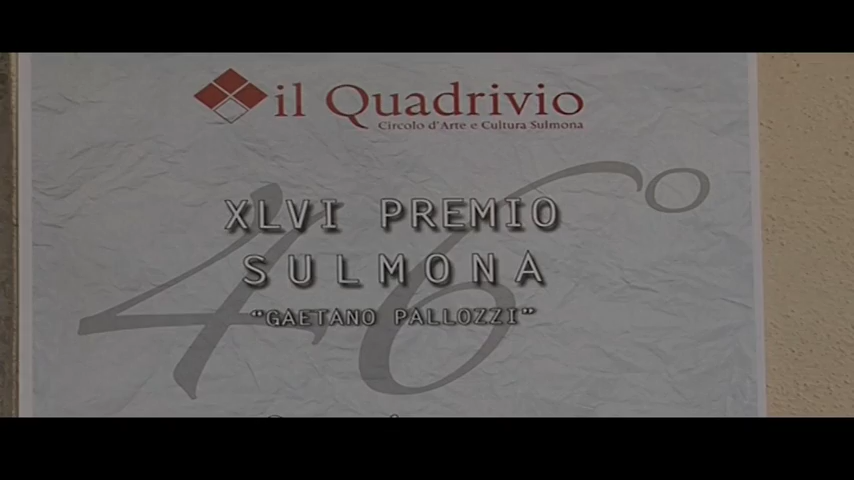 il Quadrivio
Circolo d'Arte e Cultura Sulmona
46°
XLVI PREMIO
SULMONA
"GAETANO PALLOZZI"